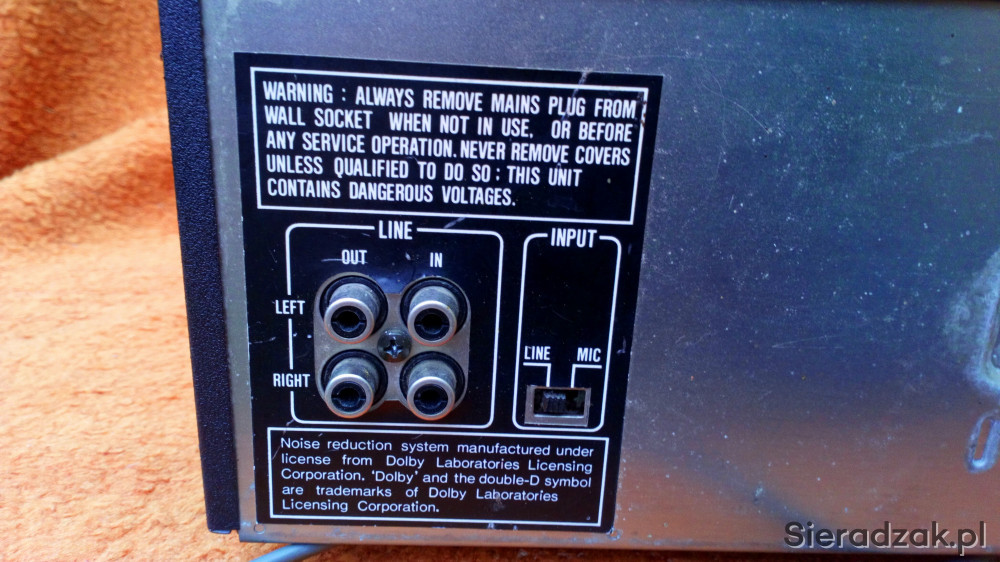 WARNING : ALWAYS REMOVE MAINS PLUG FROM
WALL SOCKET WHEN NOT IN USE, OR BEFORE
ANY SERVICE OPERATION. NEVER REMOVE COVERS
UNLESS QUALIFIED TO DO SO : THIS UNIT
CONTAINS DANGEROUS VOLTAGES.
LINE
OUT IN
LEFT
RIGHT
INPUT
LINE MIC
Noise reduction system manufactured under
license from Dolby Laboratories Licensing
Corporation. 'Dolby' and the double-D symbol
are trademarks of Dolby Laboratories
Licensing Corporation.
Sieradzak.pl